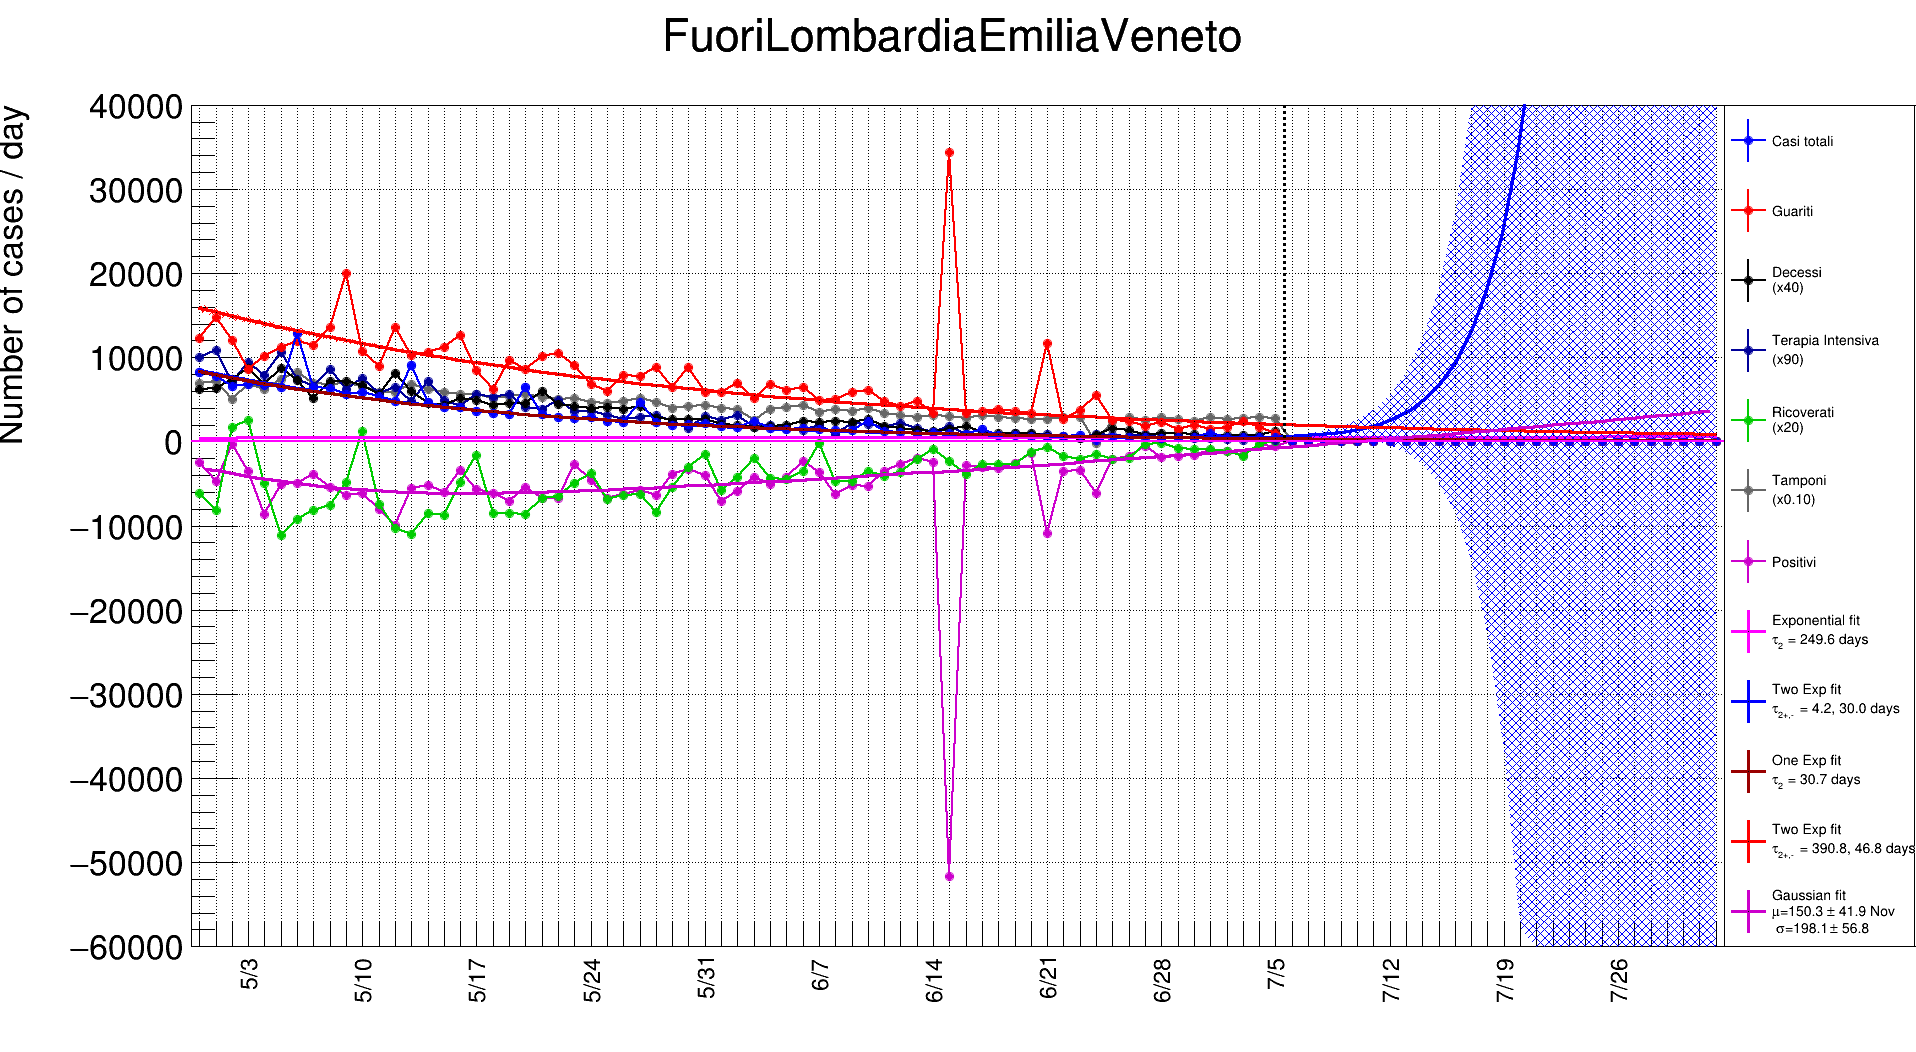 FuoriLombardiaEmiliaVeneto
Number of cases / day
40000
30000
20000
10000
0
−10000
−20000
−30000
−40000
−50000
−60000
5/3
5/10
5/17
5/24
5/31
6/7
6/14
6/21
6/28
7/5
7/12
7/19
7/26
Casi totali
Guariti
Decessi
(x40)
Terapia Intensiva
(x90)
Ricoverati
(x20)
Tamponi
(x0.10)
Positivi
Exponential fit
τ2 = 249.6 days
Two Exp fit
τ2+,- = 4.2, 30.0 days
One Exp fit
τ2 = 30.7 days
Two Exp fit
τ2+,- = 390.8, 46.8 days
Gaussian fit
μ=150.3 ± 41.9 Nov
σ=198.1± 56.8